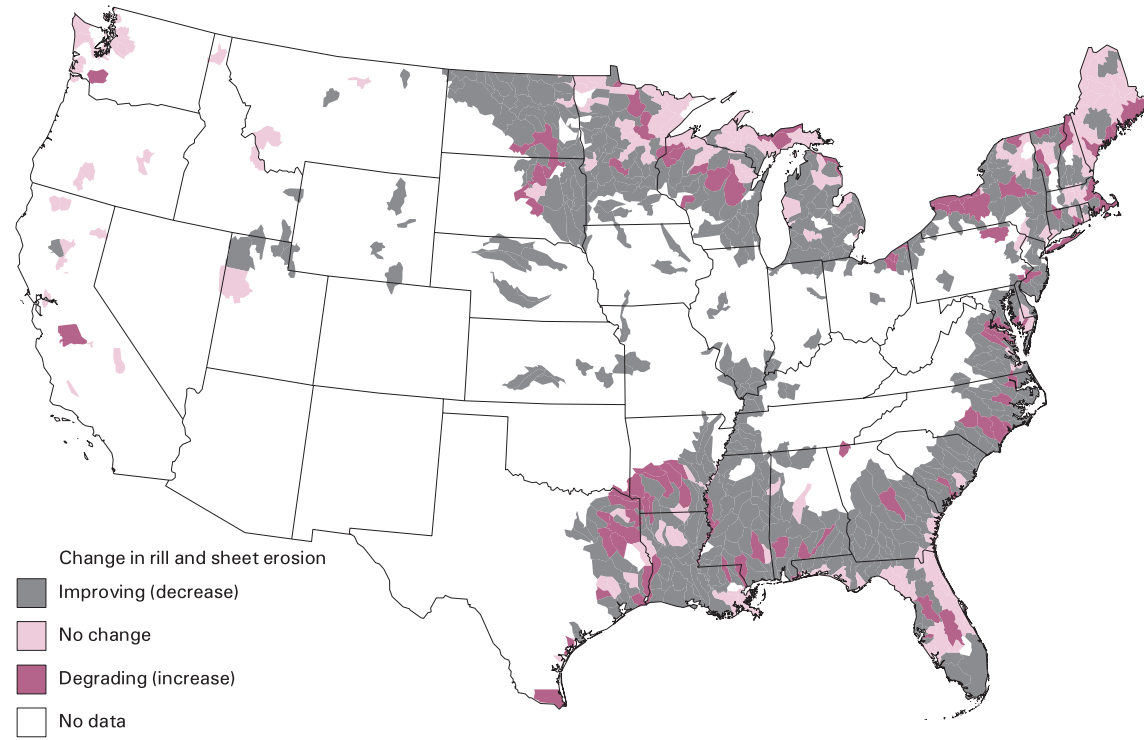 Change in rill and sheet erosion
Improving (decrease)
No change
Degrading (increase)
No data